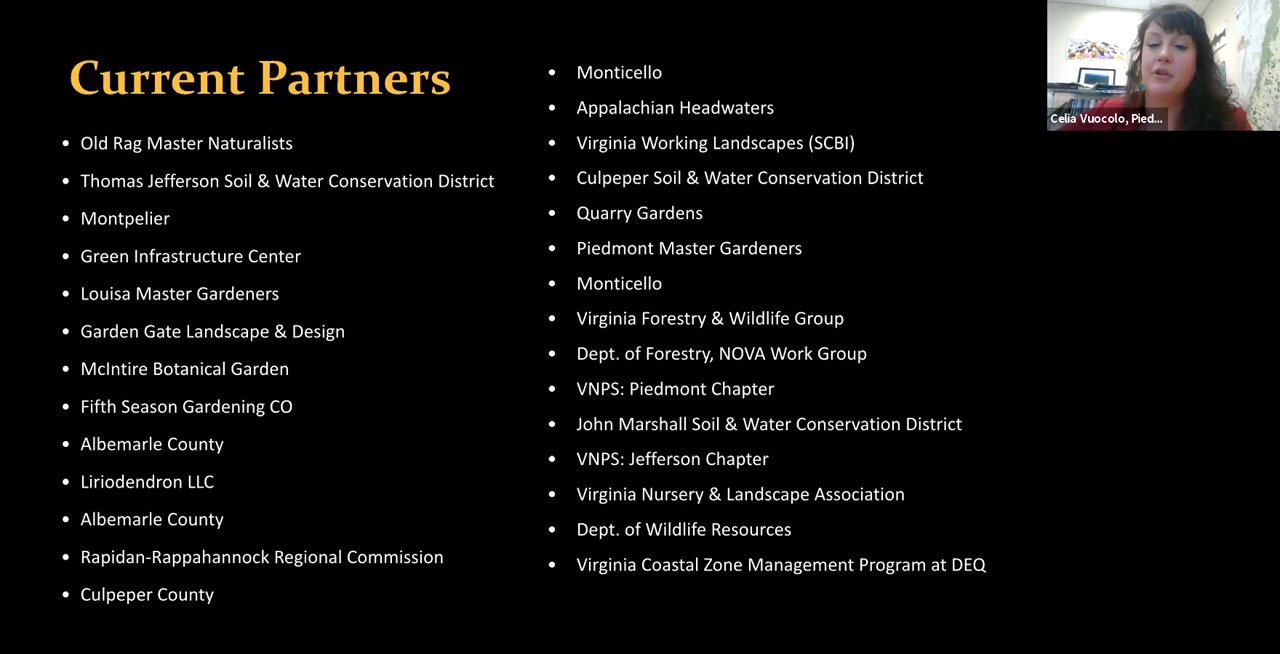 Current Partners
• Old Rag Master Naturalists
• Thomas Jefferson Soil & Water Conservation District
• Montpelier
• Green Infrastructure Center
• Louisa Master Gardeners
• Garden Gate Landscape & Design
• McIntire Botanical Garden
• Fifth Season Gardening CO
• Albemarle County
• Liriodendron LLC
• Albemarle County
• Rapidan-Rappahannock Regional Commission
• Culpeper County
• Monticello
• Appalachian Headwaters
• Virginia Working Landscapes (SCBI)
• Culpeper Soil & Water Conservation District
• Quarry Gardens
• Piedmont Master Gardeners
• Monticello
• Virginia Forestry & Wildlife Group
• Dept. of Forestry, NOVA Work Group
• VNPS: Piedmont Chapter
• John Marshall Soil & Water Conservation District
• VNPS: Jefferson Chapter
• Virginia Nursery & Landscape Association
• Dept. of Wildlife Resources
• Virginia Coastal Zone Management Program at DEQ
Celia Vuocolo, Pied...